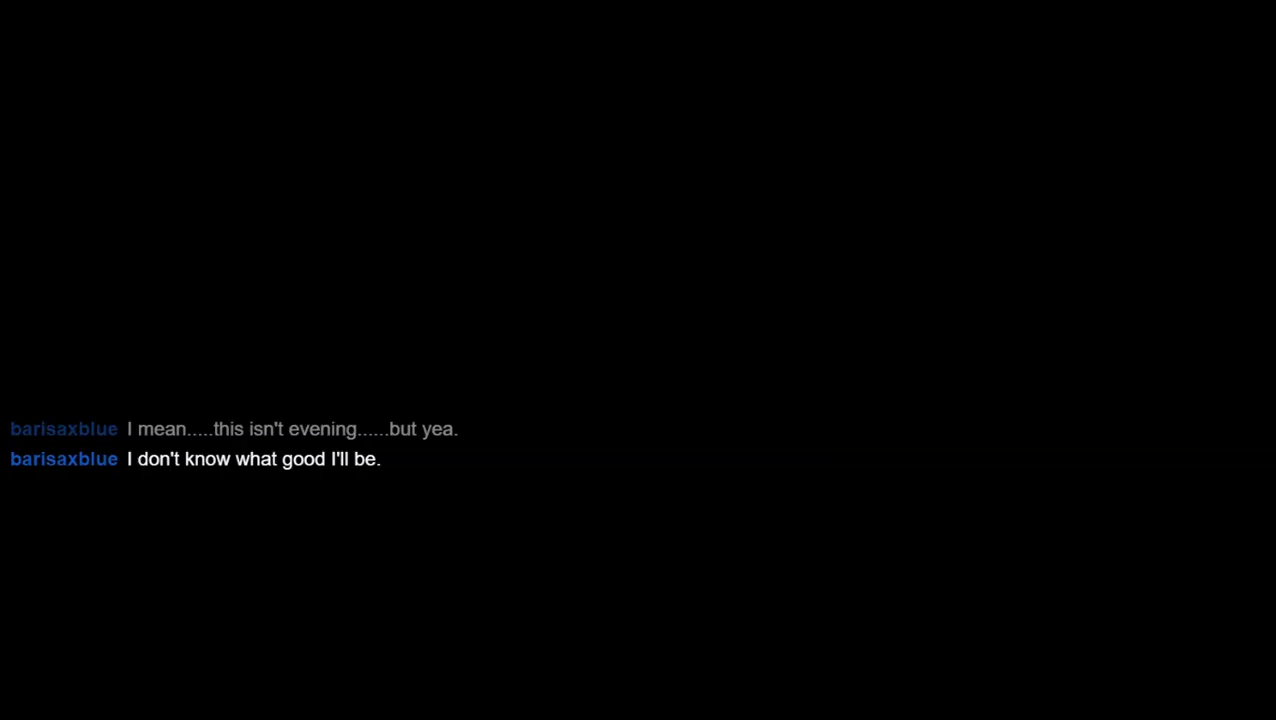 barisaxblue I mean.....this isn't evening......but yea.
barisaxblue I don't know what good I'll be.